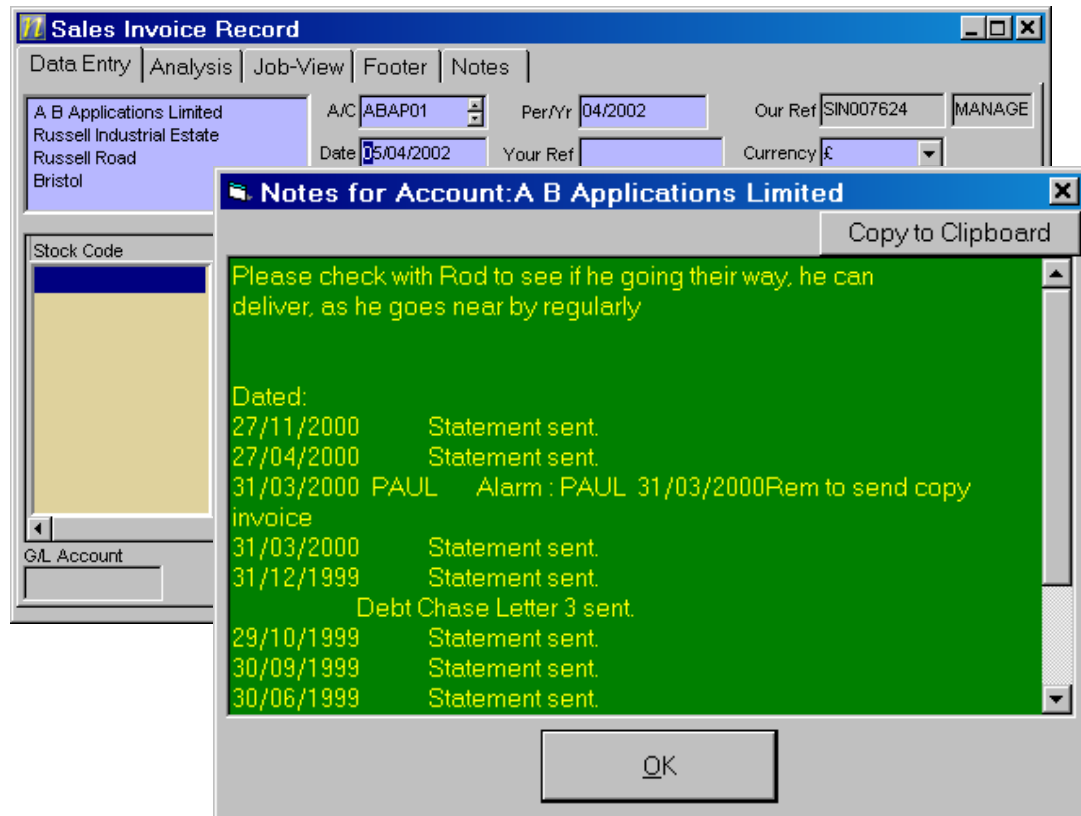 Sales Invoice Record
Data Entry Analysis Job-View Footer Notes
A B Applications Limited
Russell Industrial Estate
Russell Road
Bristol
A/C ABAP01 Per/Yr 04/2002 Our Ref SIN007624 MANAGE
Date 05/04/2002 Your Ref Currency £
Stock Code
G/L Account
Notes for Account:A B Applications Limited
Copy to Clipboard
Please check with Rod to see if he going their way, he can
deliver, as he goes near by regularly
Dated:
27/11/2000 Statement sent.
27/04/2000 Statement sent.
31/03/2000 PAUL Alarm : PAUL 31/03/2000Rem to send copy
invoice
31/03/2000 Statement sent.
31/12/1999 Statement sent.
Debt Chase Letter 3 sent.
29/10/1999 Statement sent.
30/09/1999 Statement sent.
30/06/1999 Statement sent.
OK